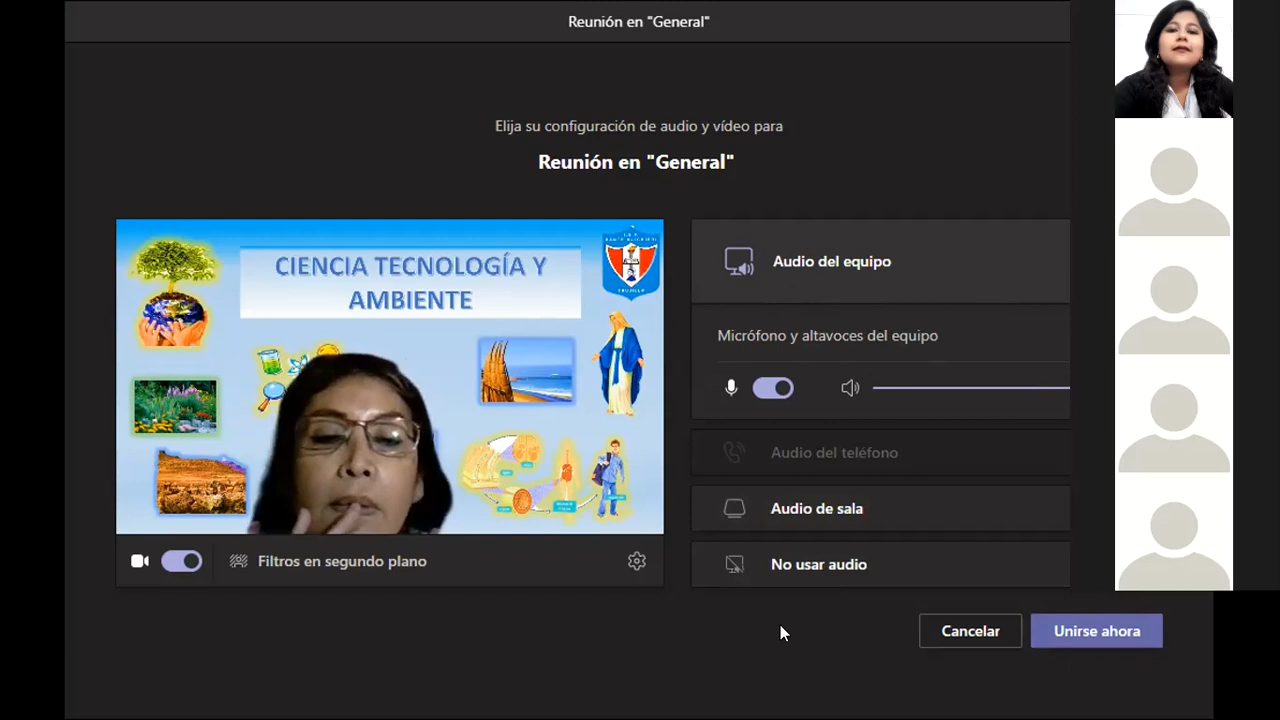 Reunión en "General"
Elija su configuración de audio y vídeo para
Reunión en "General"
CIENCIA TECNOLOGÍA Y
AMBIENTE
TRUJILLO
Audio del equipo
Micrófono y altavoces del equipo
Audio del teléfono
Audio de sala
No usar audio
Filtros en segundo plano
Cancelar
Unirse ahora